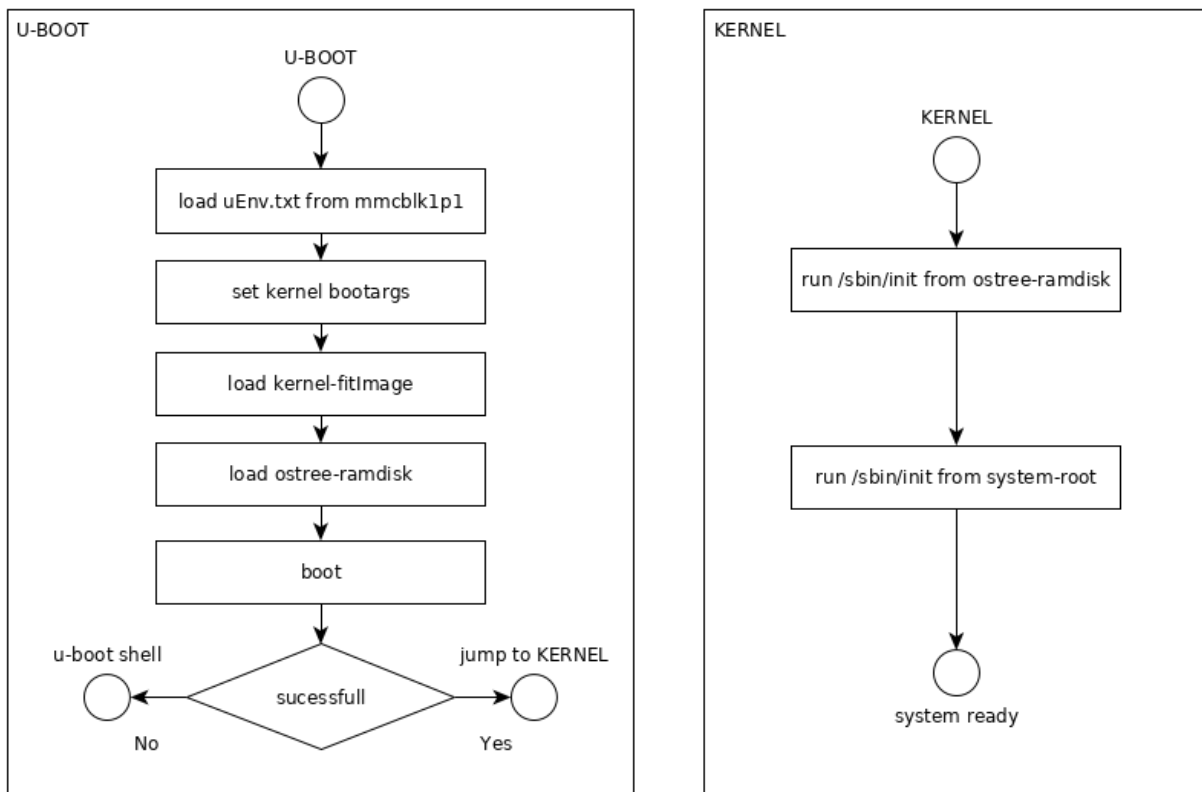 U-BOOT
U-BOOT
load uEnv.txt from mmcblk1p1
set kernel bootargs
load kernel-fitImage
load ostree-ramdisk
boot
u-boot shell
jump to KERNEL
sucessfull
No
Yes
KERNEL
KERNEL
run /sbin/init from ostree-ramdisk
run /sbin/init from system-root
system ready